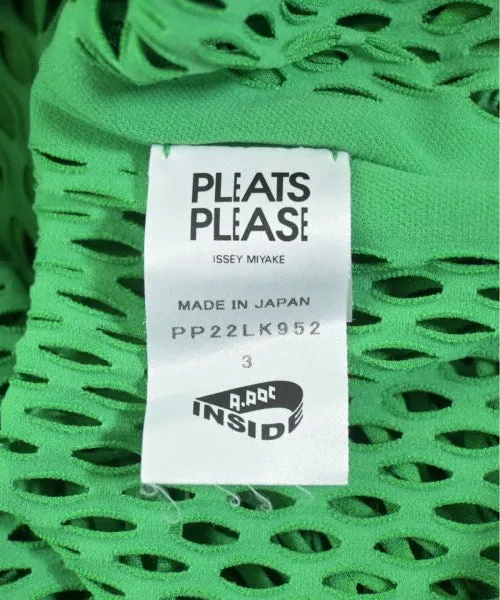 PLEATS
PLEASE
ISSEY MIYAKE
MADE IN JAPAN
PP22LK952
3
A.POC
INSIDE